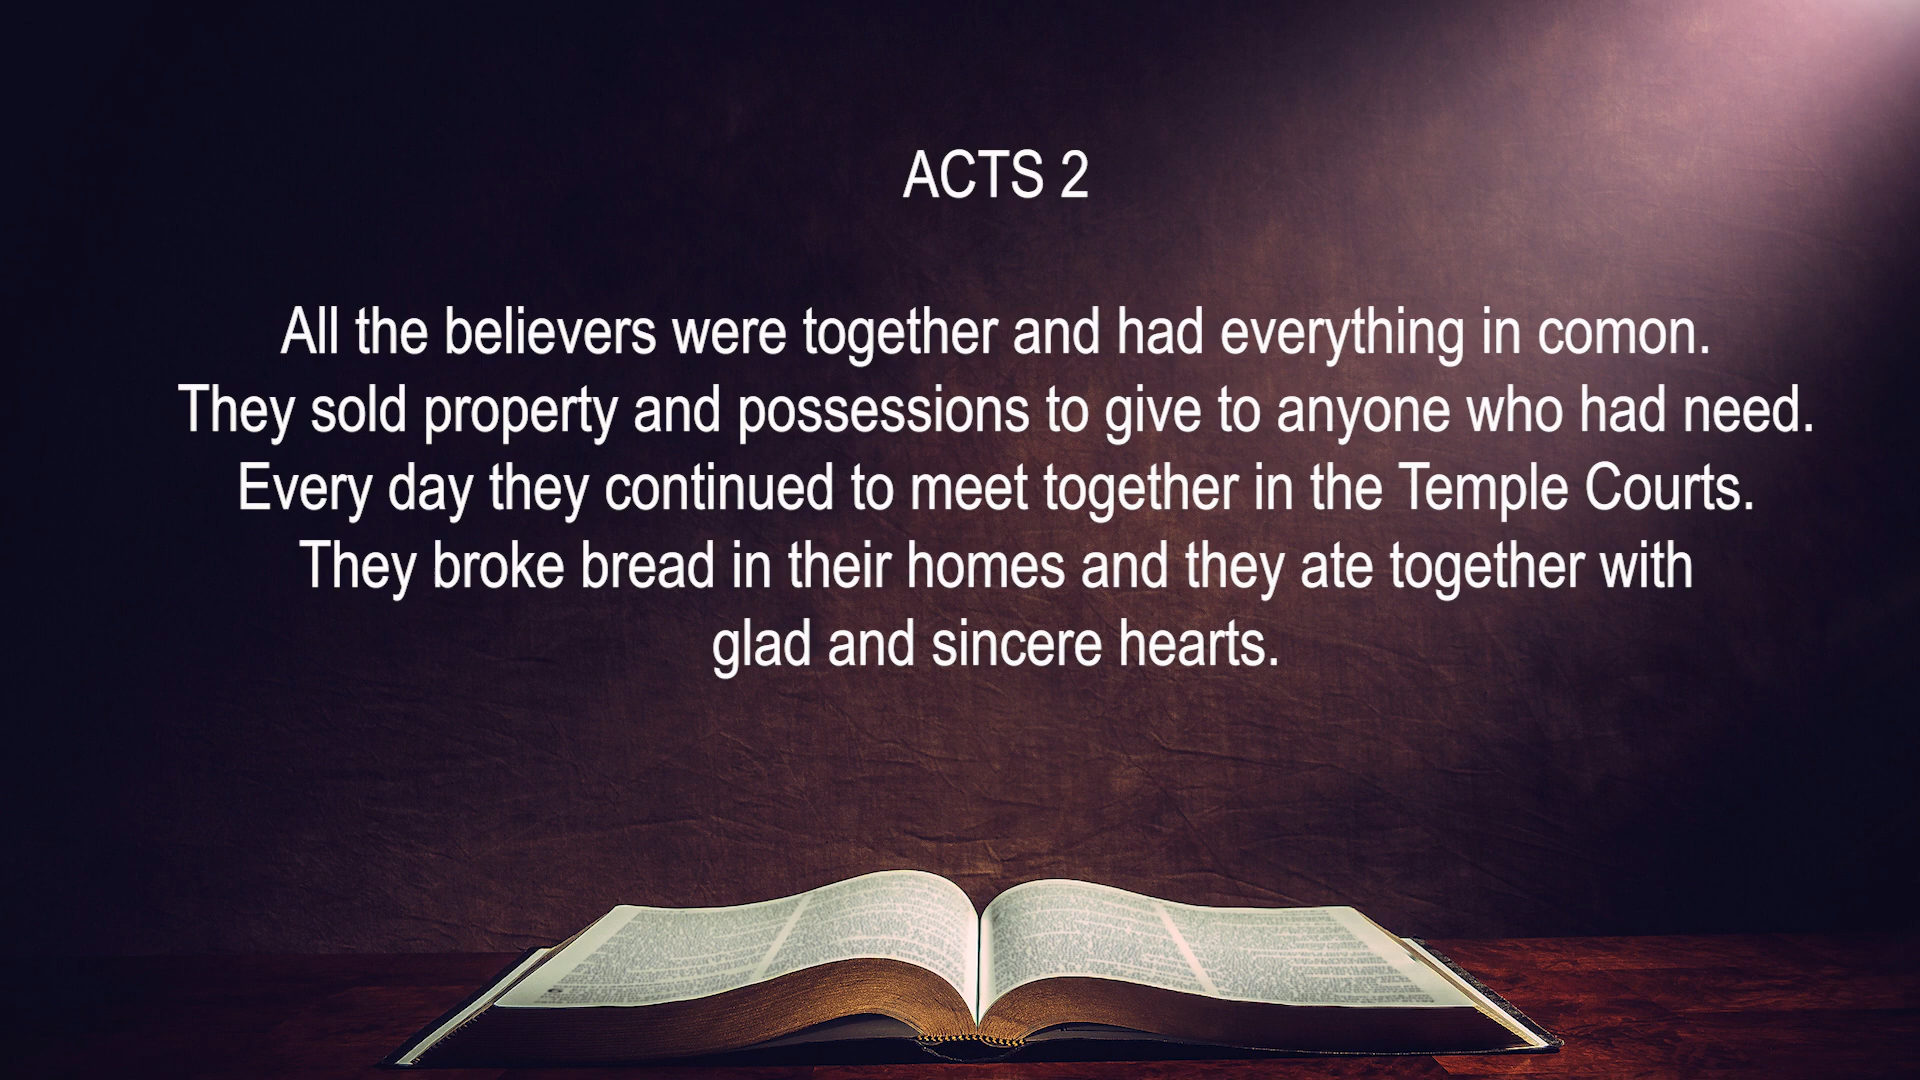 ACTS 2
All the believers were together and had everything in comon.
They sold property and possessions to give to anyone who had need.
Every day they continued to meet together in the Temple Courts.
They broke bread in their homes and they ate together with
glad and sincere hearts.